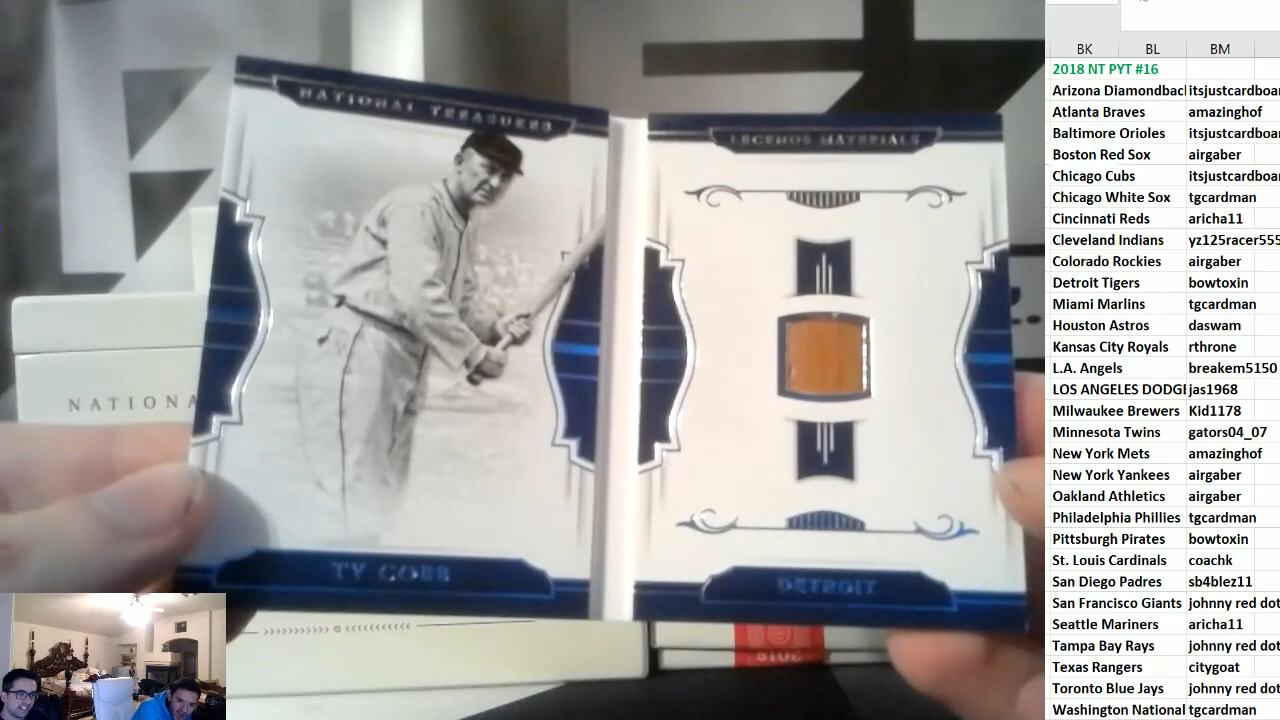 NATIONAL TREASURES
LEGENDS MATERIALS
TY COBB
DETROIT
NATIONA
2018
BK BL BM
2018 NT PYT #16
Arizona Diamondbacl itsjustcardboar
Atlanta Braves amazinghof
Baltimore Orioles itsjustcardboar
Boston Red Sox airgaber
Chicago Cubs itsjustcardboar
Chicago White Sox tgcardman
Cincinnati Reds aricha11
Cleveland Indians yz125racer555
Colorado Rockies airgaber
Detroit Tigers bowtoxin
Miami Marlins tgcardman
Houston Astros daswam
Kansas City Royals rthrone
L.A. Angels breakem5150
LOS ANGELES DODGE jas1968
Milwaukee Brewers Kid1178
Minnesota Twins gators04_07
New York Mets amazinghof
New York Yankees airgaber
Oakland Athletics airgaber
Philadelphia Phillies tgcardman
Pittsburgh Pirates bowtoxin
St. Louis Cardinals coachk
San Diego Padres sb4blez11
San Francisco Giants johnny red dot
Seattle Mariners aricha11
Tampa Bay Rays johnny red dot
Texas Rangers citygoat
Toronto Blue Jays johnny red dot
Washington National tgcardman